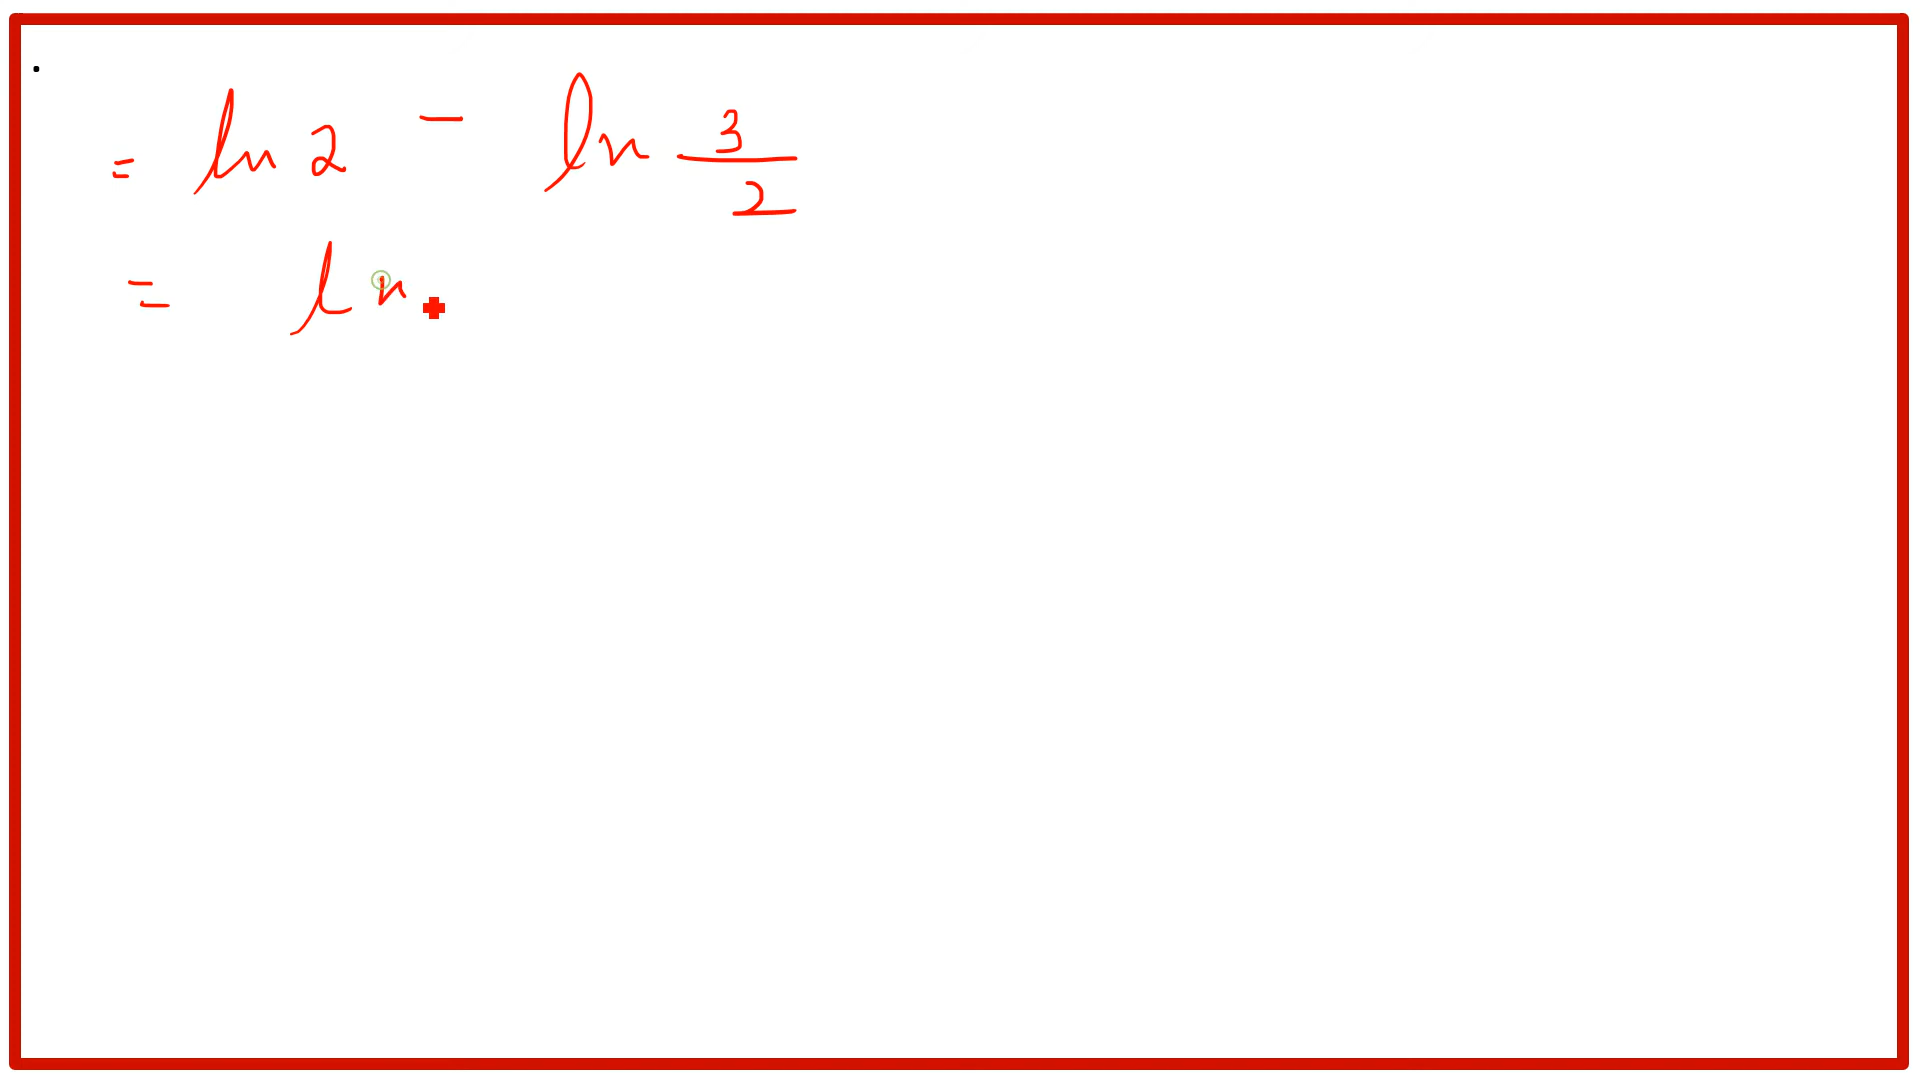 .
= ln 2 - ln 3/2
= ln